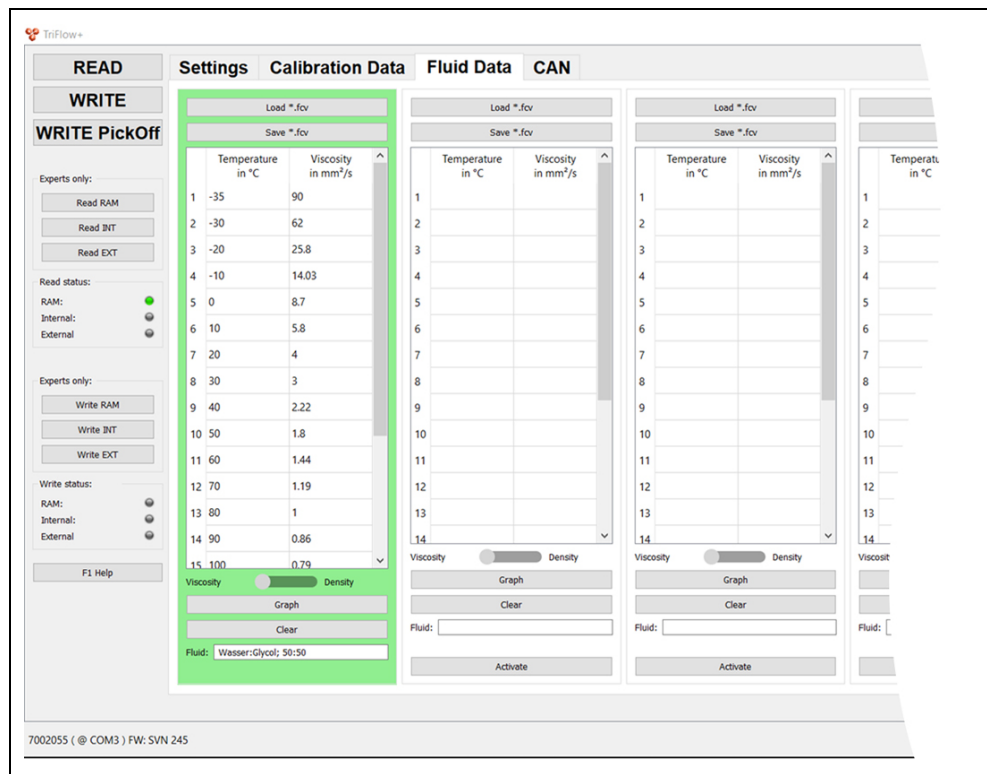 TriFlow+
READ
WRITE
WRITE PickOff
Experts only:
Read RAM
Read INT
Read EXT
Read status:
RAM:
Internal:
External
Experts only:
Write RAM
Write INT
Write EXT
Write status:
RAM:
Internal:
External
F1 Help
Settings Calibration Data Fluid Data CAN
Load *.fcv
Save *.fcv
Temperature Viscosity
in °C in mm²/s
1 -35 90
2 -30 62
3 -20 25.8
4 -10 14.03
5 0 8.7
6 10 5.8
7 20 4
8 30 3
9 40 2.22
10 50 1.8
11 60 1.44
12 70 1.19
13 80 1
14 90 0.86
15 100 0.79
Viscosity Density
Graph
Clear
Fluid: Wasser:Glycol; 50:50
Load *.fcv
Save *.fcv
Temperature Viscosity
in °C in mm²/s
1
2
3
4
5
6
7
8
9
10
11
12
13
14
Viscosity Density
Graph
Clear
Fluid:
Activate
Load *.fcv
Save *.fcv
Temperature Viscosity
in °C in mm²/s
1
2
3
4
5
6
7
8
9
10
11
12
13
14
Viscosity Density
Graph
Clear
Fluid:
Activate
Temperatu
in °C
1
2
3
4
5
6
7
8
9
10
11
12
13
14
Viscosit
Fluid:
7002055 ( @ COM3 ) FW: SVN 245